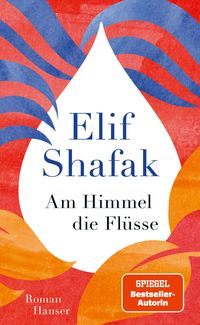 Elif
Shafak
Am Himmel
die Flüsse
Roman
Hanser
SPIEGEL
Bestseller-
Autorin